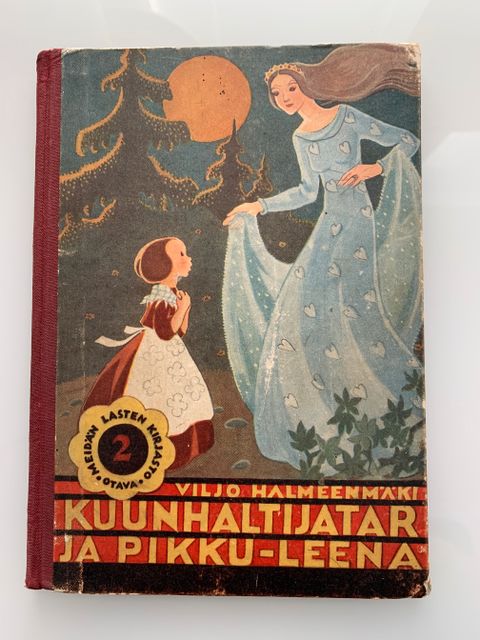 MEIDÄN LASTEN KIRJASTO
2
OTAVA
VILJO HALMEENMÄKI
KUUNHALTIJATAR
JA PIKKU-LEENA